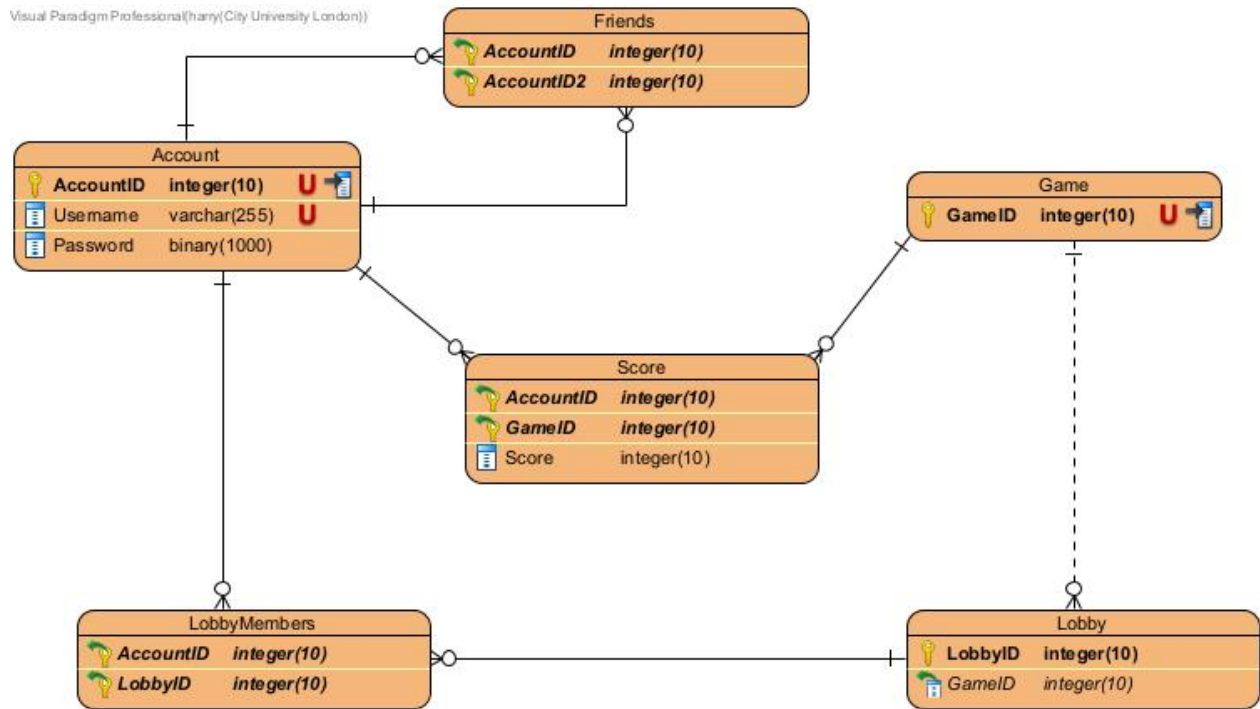 Visual Paradigm Professional(harry(City University London))
Friends
AccountID integer(10)
AccountID2 integer(10)
Account
AccountID integer(10) U
Username varchar(255) U
Password binary(1000)
Game
GameID integer(10) U
Score
AccountID integer(10)
GameID integer(10)
Score integer(10)
LobbyMembers
AccountID integer(10)
LobbyID integer(10)
Lobby
LobbyID integer(10)
GameID integer(10)